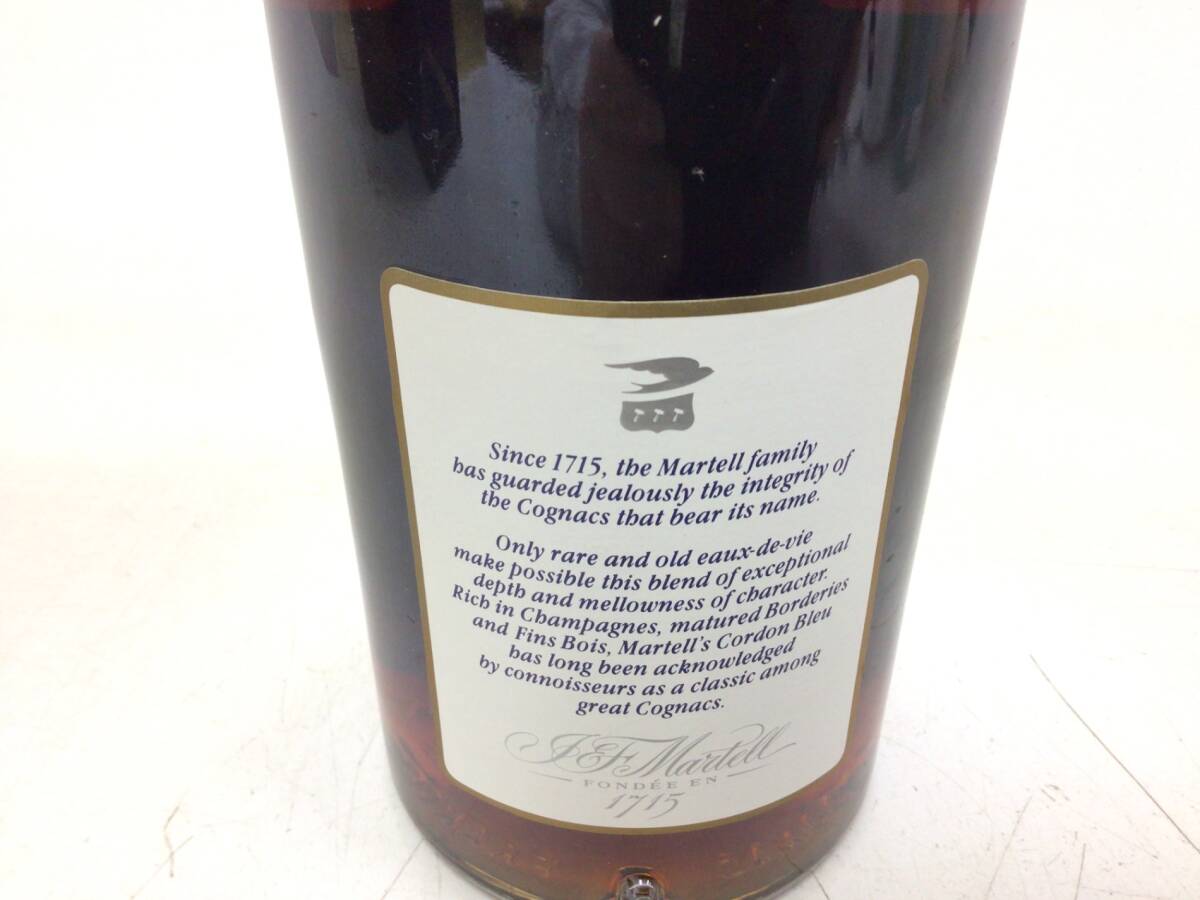 Since 1715, the Martell family
has guarded jealously the integrity of
the Cognacs that bear its name.
Only rare and old eaux-de-vie
make possible this blend of exceptional
depth and mellowness of character.
Rich in Champagnes, matured Borderies
and Fins Bois, Martell's Cordon Bleu
has long been acknowledged
by connoisseurs as a classic among
great Cognacs.
J&F Martell
FONDÉE EN
1715